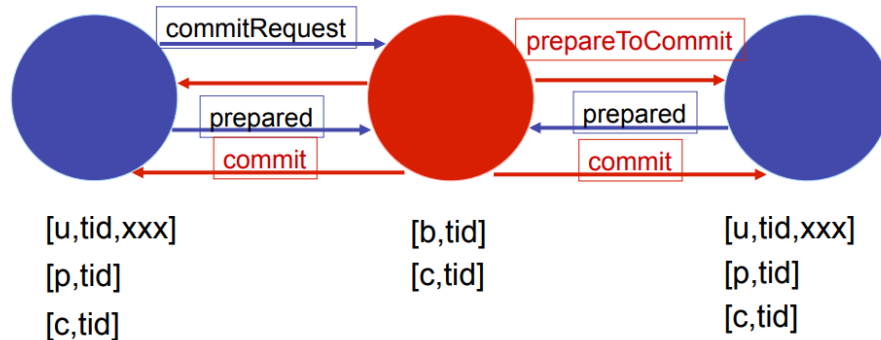 commitRequest
prepareToCommit
prepared
prepared
commit
commit
[u,tid,xxx]
[b,tid]
[u,tid,xxx]
[p,tid]
[c,tid]
[p,tid]
[c,tid]
[c,tid]